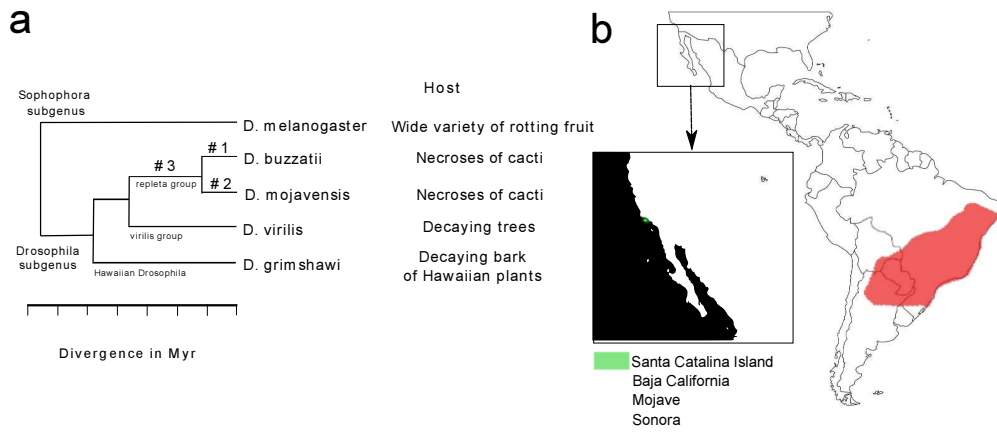 a
b
Host
Sophophora
subgenus
D. melanogaster
Wide variety of rotting fruit
# 1
D. buzzatii
Necroses of cacti
# 3
repleta group
# 2
D. mojavensis
Necroses of cacti
D. virilis
Decaying trees
virilis group
Drosophila
subgenus
Hawaiian Drosophila
D. grimshawi
Decaying bark
of Hawaiian plants
Divergence in Myr
Santa Catalina Island
Baja California
Mojave
Sonora